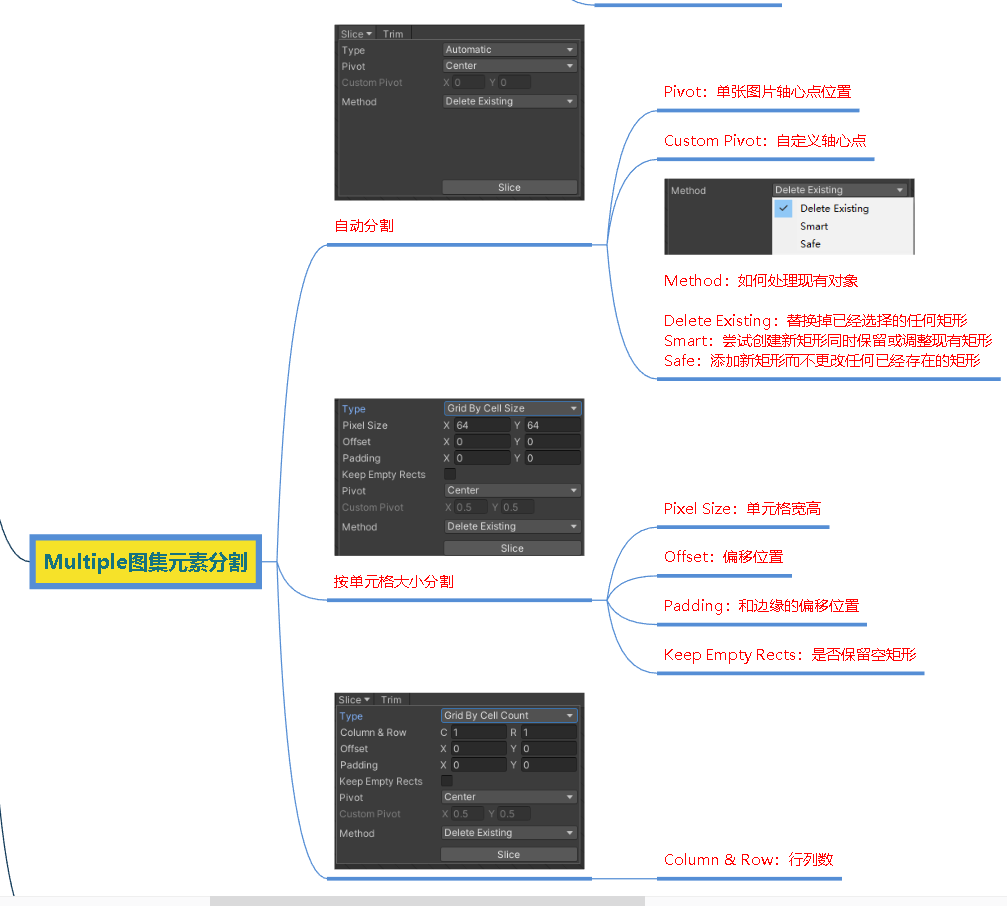 Slice Trim
Type Automatic
Pivot Center
Custom Pivot X 0 Y 0
Method Delete Existing
Slice
自动分割
Pivot：单张图片轴心点位置
Custom Pivot：自定义轴心点
Method Delete Existing
Delete Existing
Smart
Safe
Method：如何处理现有对象
Delete Existing：替换掉已经选择的任何矩形
Smart：尝试创建新矩形同时保留或调整现有矩形
Safe：添加新矩形而不更改任何已经存在的矩形
Multiple图集元素分割
Type Grid By Cell Size
Pixel Size X 64 Y 64
Offset X 0 Y 0
Padding X 0 Y 0
Keep Empty Rects
Pivot Center
Custom Pivot X 0.5 Y 0.5
Method Delete Existing
Slice
按单元格大小分割
Pixel Size：单元格宽高
Offset：偏移位置
Padding：和边缘的偏移位置
Keep Empty Rects：是否保留空矩形
Slice Trim
Type Grid By Cell Count
Column & Row C 1 R 1
Offset X 0 Y 0
Padding X 0 Y 0
Keep Empty Rects
Pivot Center
Custom Pivot X 0.5 Y 0.5
Method Delete Existing
Slice
Column & Row：行列数